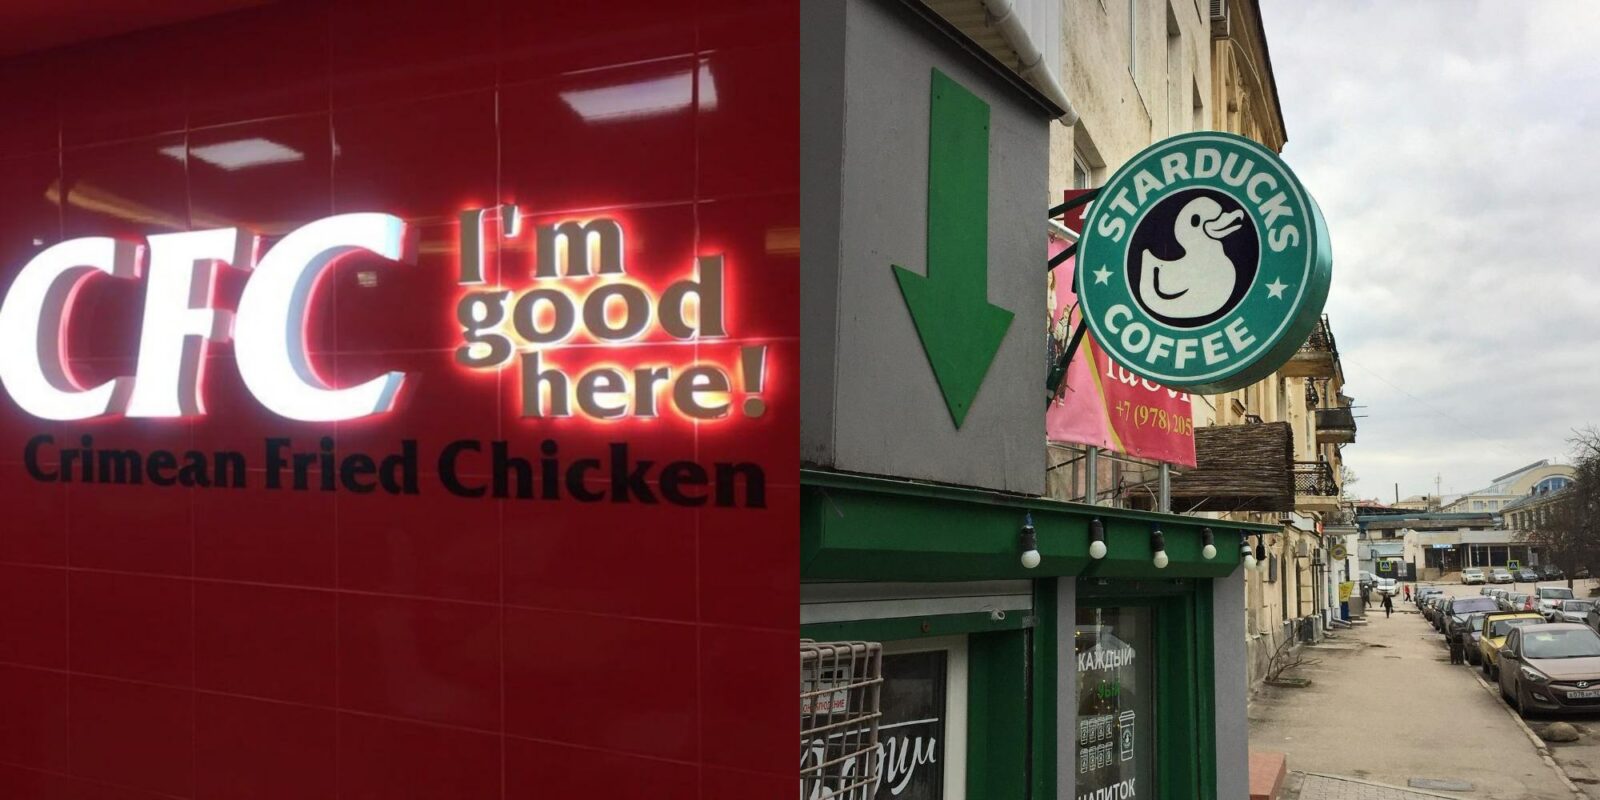 CFC
I'm
good
here!
Crimean Fried Chicken
STARDUCKS
COFFEE
+7 (978) 205
КАЖДЫЙ
НАПИТОК